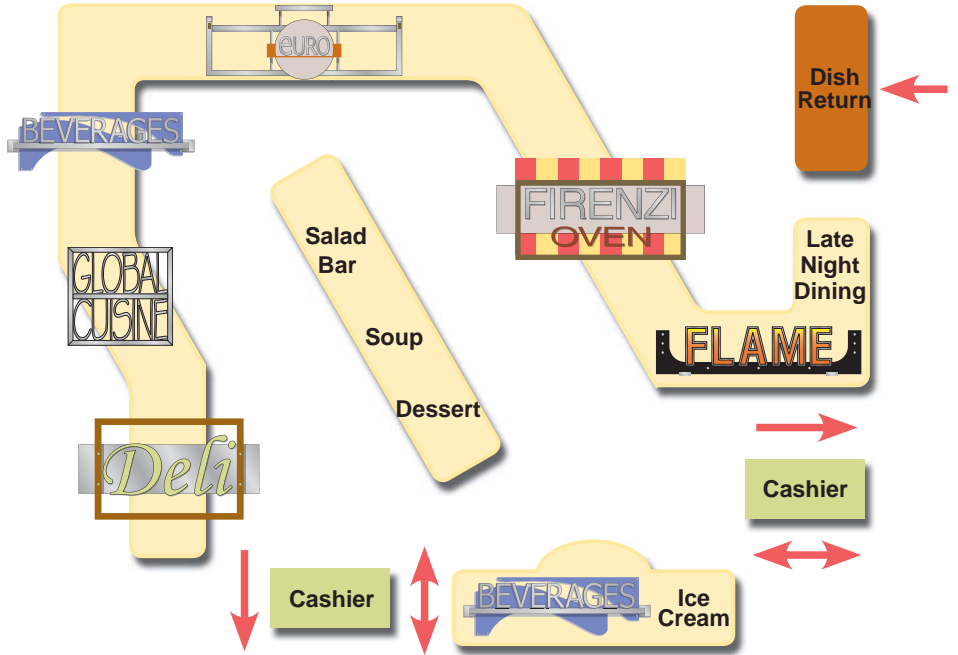 eURO
Dish
Return
BEVERAGES
FIRENZI
OVEN
Salad
Bar
Late
Night
Dining
GLOBAL
CUISINE
Soup
FLAME
Dessert
Deli
Cashier
Cashier
BEVERAGES
Ice
Cream